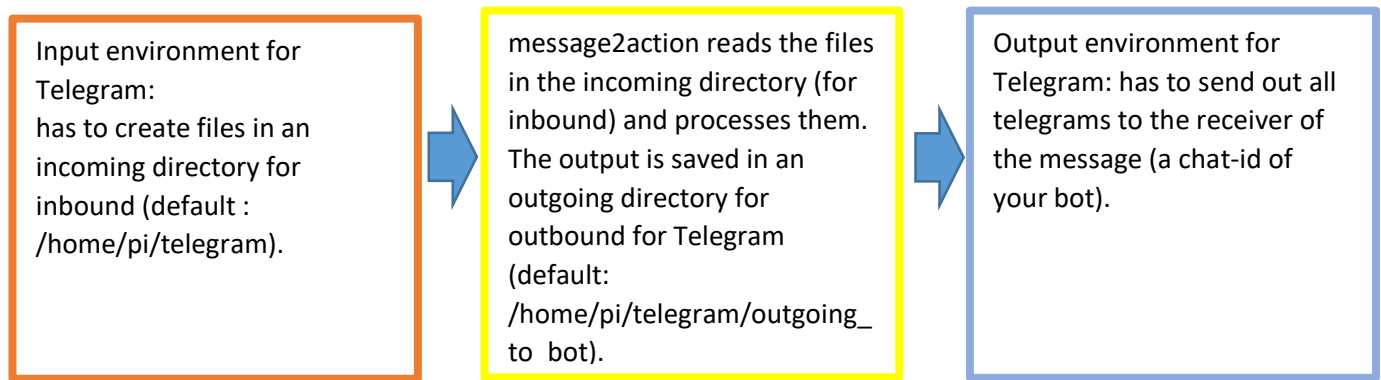 Input environment for
Telegram:
has to create files in an
incoming directory for
inbound (default :
/home/pi/telegram).
message2action reads the files
in the incoming directory (for
inbound) and processes them.
The output is saved in an
outgoing directory for
outbound for Telegram
(default:
/home/pi/telegram/outgoing_
to_bot).
Output environment for
Telegram: has to send out all
telegrams to the receiver of
the message (a chat-id of
your bot).